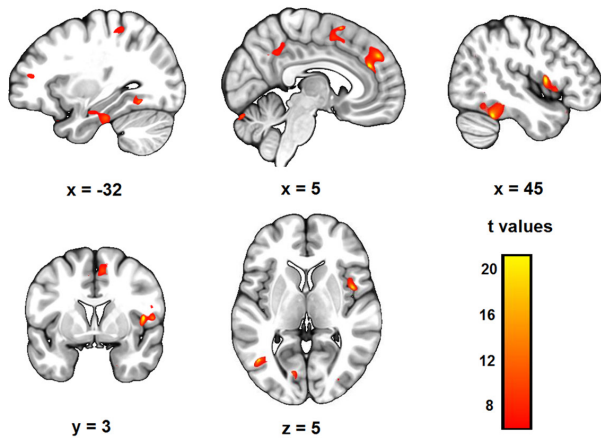 x = -32
x = 5
x = 45
t values
20
16
12
8
y = 3
z = 5